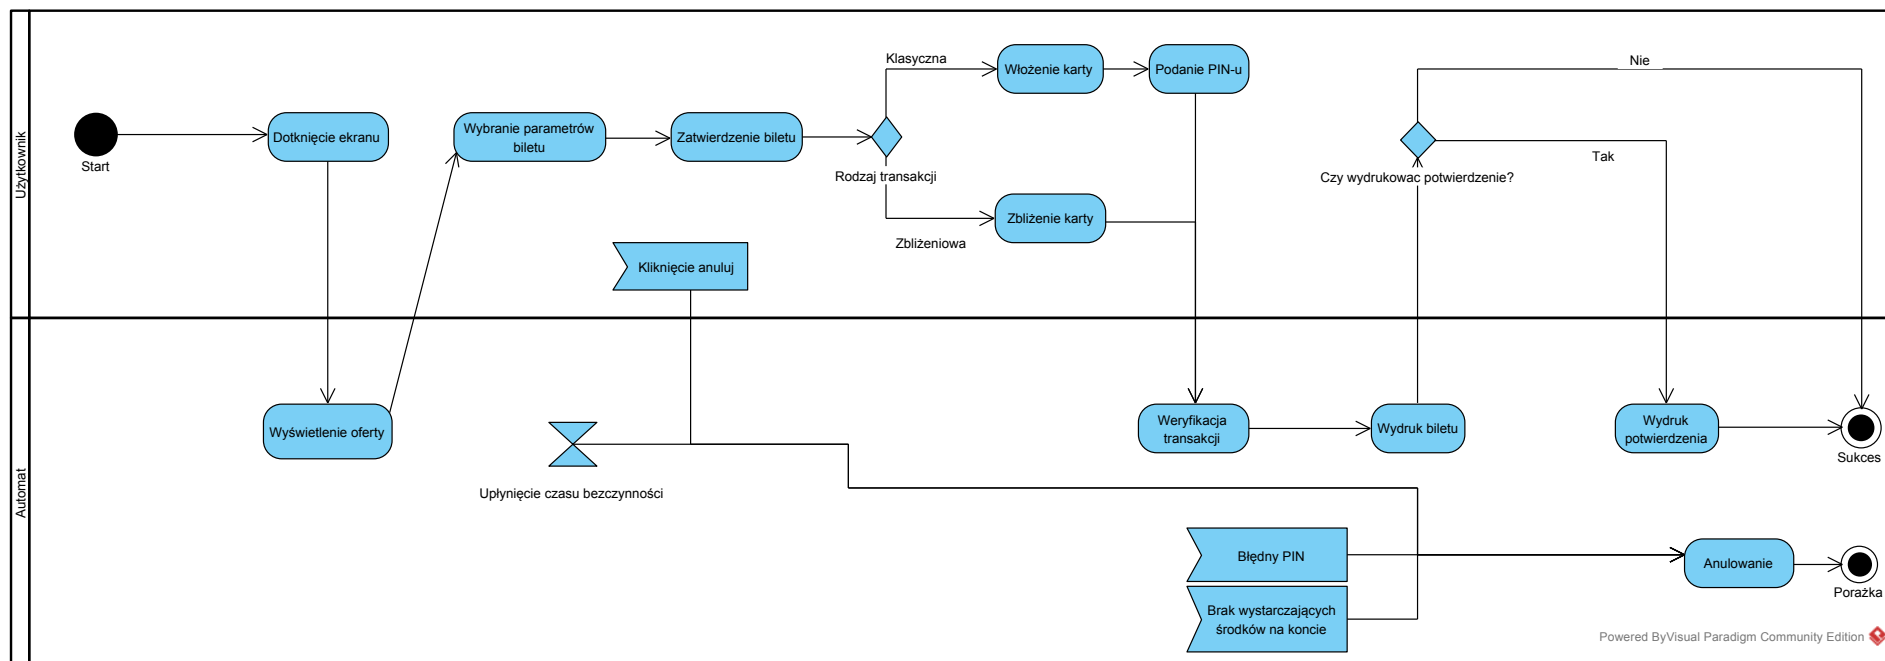 Użytkownik
Start
Dotknięcie ekranu
Wybranie parametrów
biletu
Zatwierdzenie biletu
Klasyczna
Rodzaj transakcji
Zbliżeniowa
Włożenie karty
Podanie PIN-u
Zbliżenie karty
Kliknięcie anuluj
Nie
Tak
Czy wydrukowac potwierdzenie?
Automat
Wyświetlenie oferty
Upłynięcie czasu bezczynności
Weryfikacja
transakcji
Wydruk biletu
Wydruk
potwierdzenia
Sukces
Błędny PIN
Brak wystarczających
środków na koncie
Anulowanie
Porażka
Powered ByVisual Paradigm Community Edition